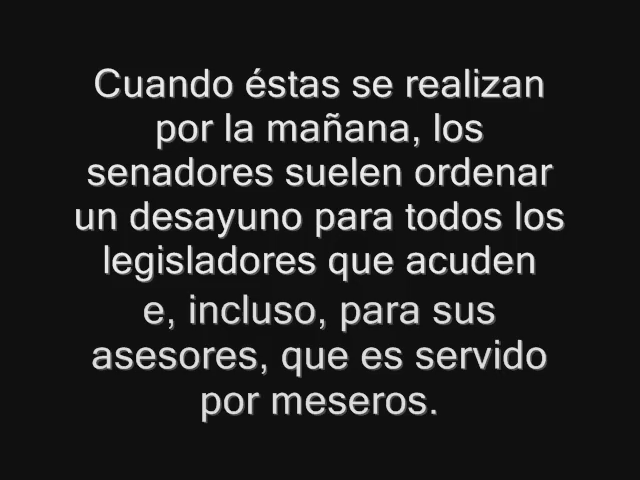 Cuando éstas se realizan
por la mañana, los
senadores suelen ordenar
un desayuno para todos los
legisladores que acuden
e, incluso, para sus
asesores, que es servido
por meseros.